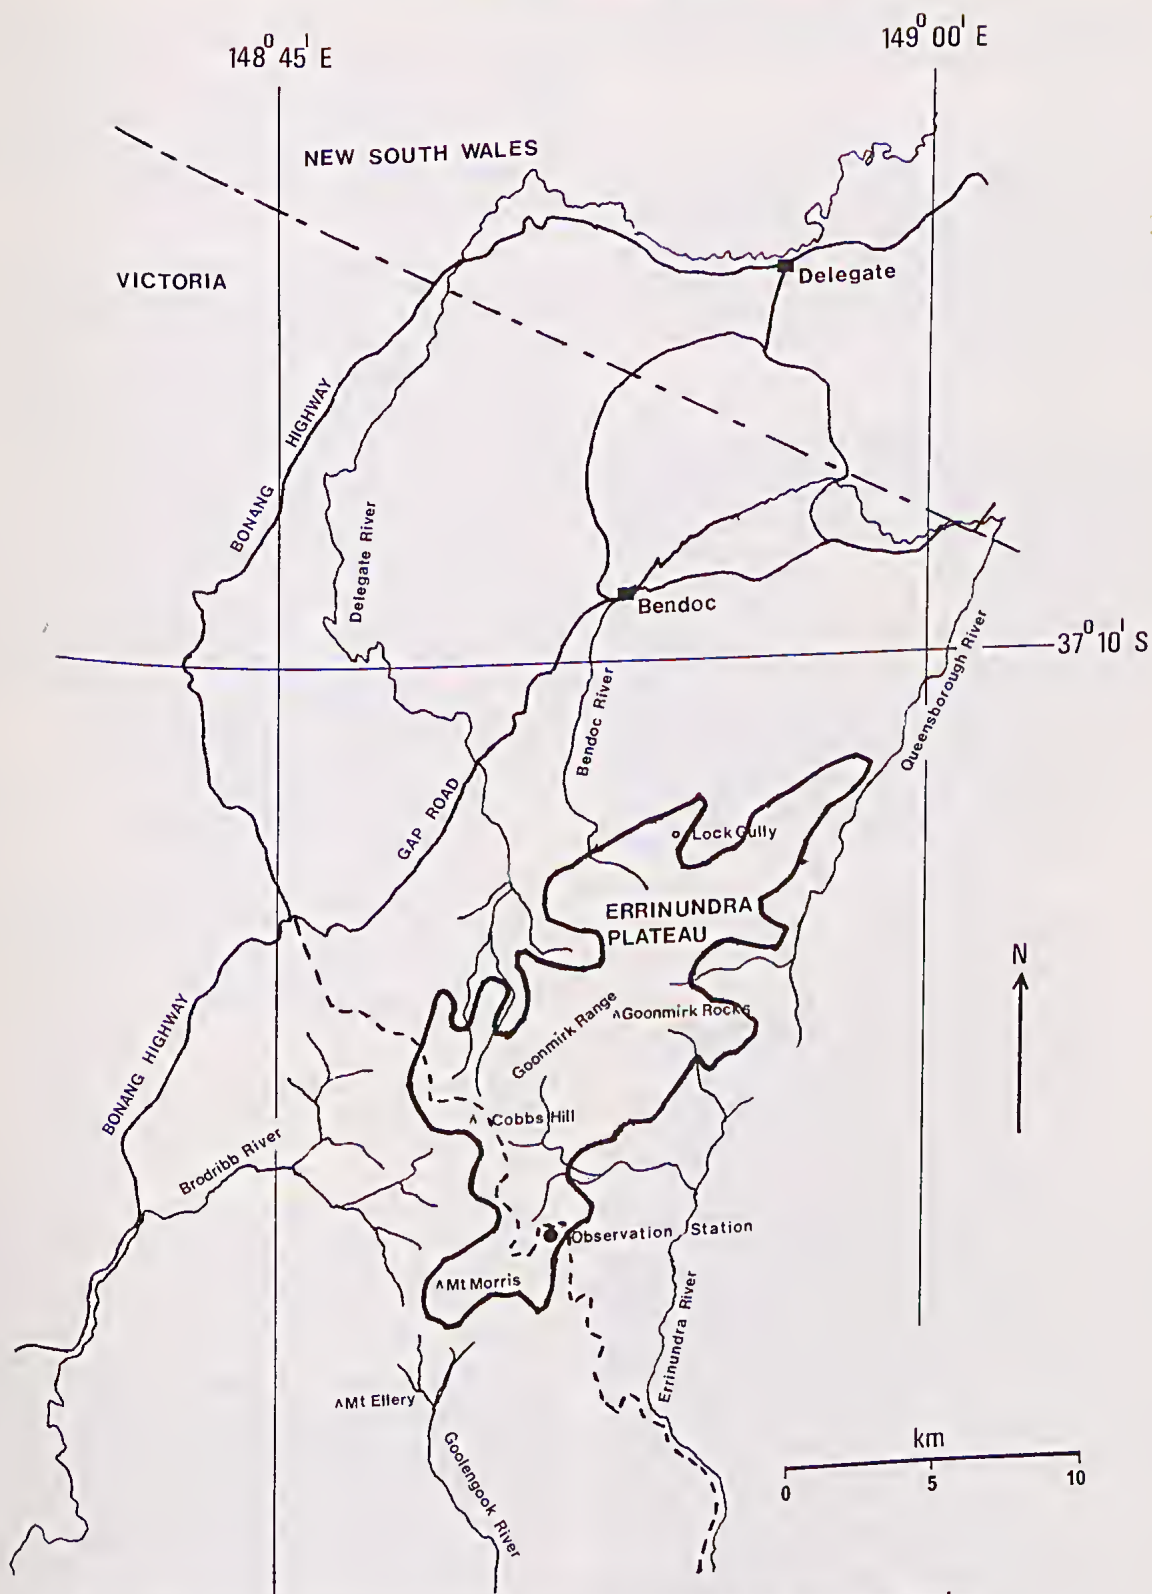 148° 45' E
149° 00' E
NEW SOUTH WALES
VICTORIA
Delegate
BONANG HIGHWAY
Delegate River
Bendoc
37° 10' S
Queensborough River
Bendoc River
GAP ROAD
Lock Gully
ERRINUNDRA
PLATEAU
N
BONANG HIGHWAY
Goonmirk Range
^Goonmirk Rocks
^ Cobbs Hill
Brodribb River
Observation Station
^Mt Morris
Errinundra River
^Mt Ellery
Goolengook River
km
0 5 10